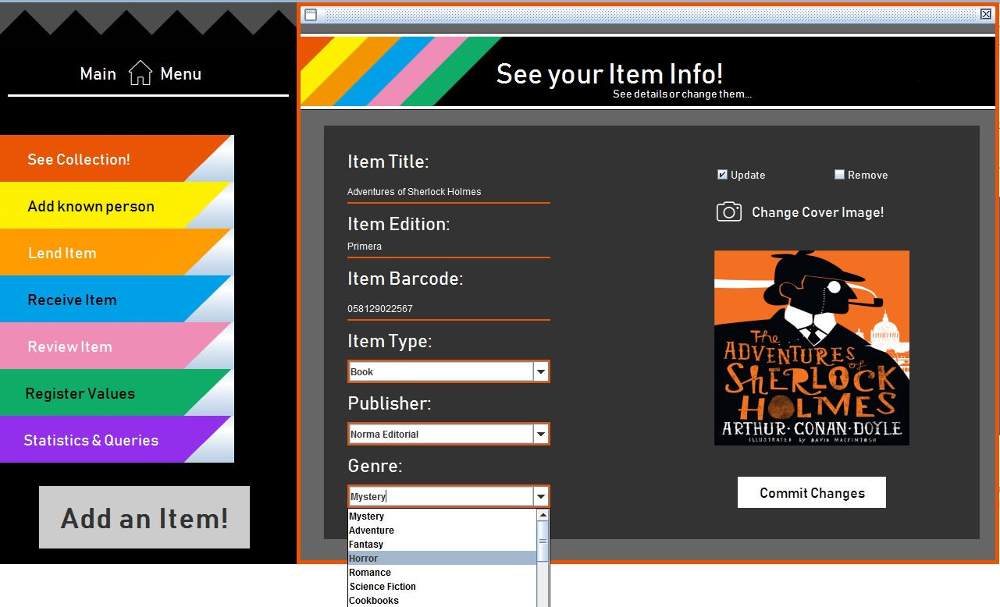 Main Menu
See Collection!
Add known person
Lend Item
Receive Item
Review Item
Register Values
Statistics & Queries
Add an Item!
See your Item Info!
See details or change them...
Item Title:
Adventures of Sherlock Holmes
Item Edition:
Primera
Item Barcode:
058129022567
Item Type:
Book
Publisher:
Norma Editorial
Genre:
Mystery
Mystery
Adventure
Fantasy
Horror
Romance
Science Fiction
Cookbooks
Update Remove
Change Cover Image!
The
ADVENTURES of
SHERLOCK
HOLMES
ARTHUR·CONAN·DOYLE
ILLUSTRATED by DAVID MACKINTOSH
Commit Changes